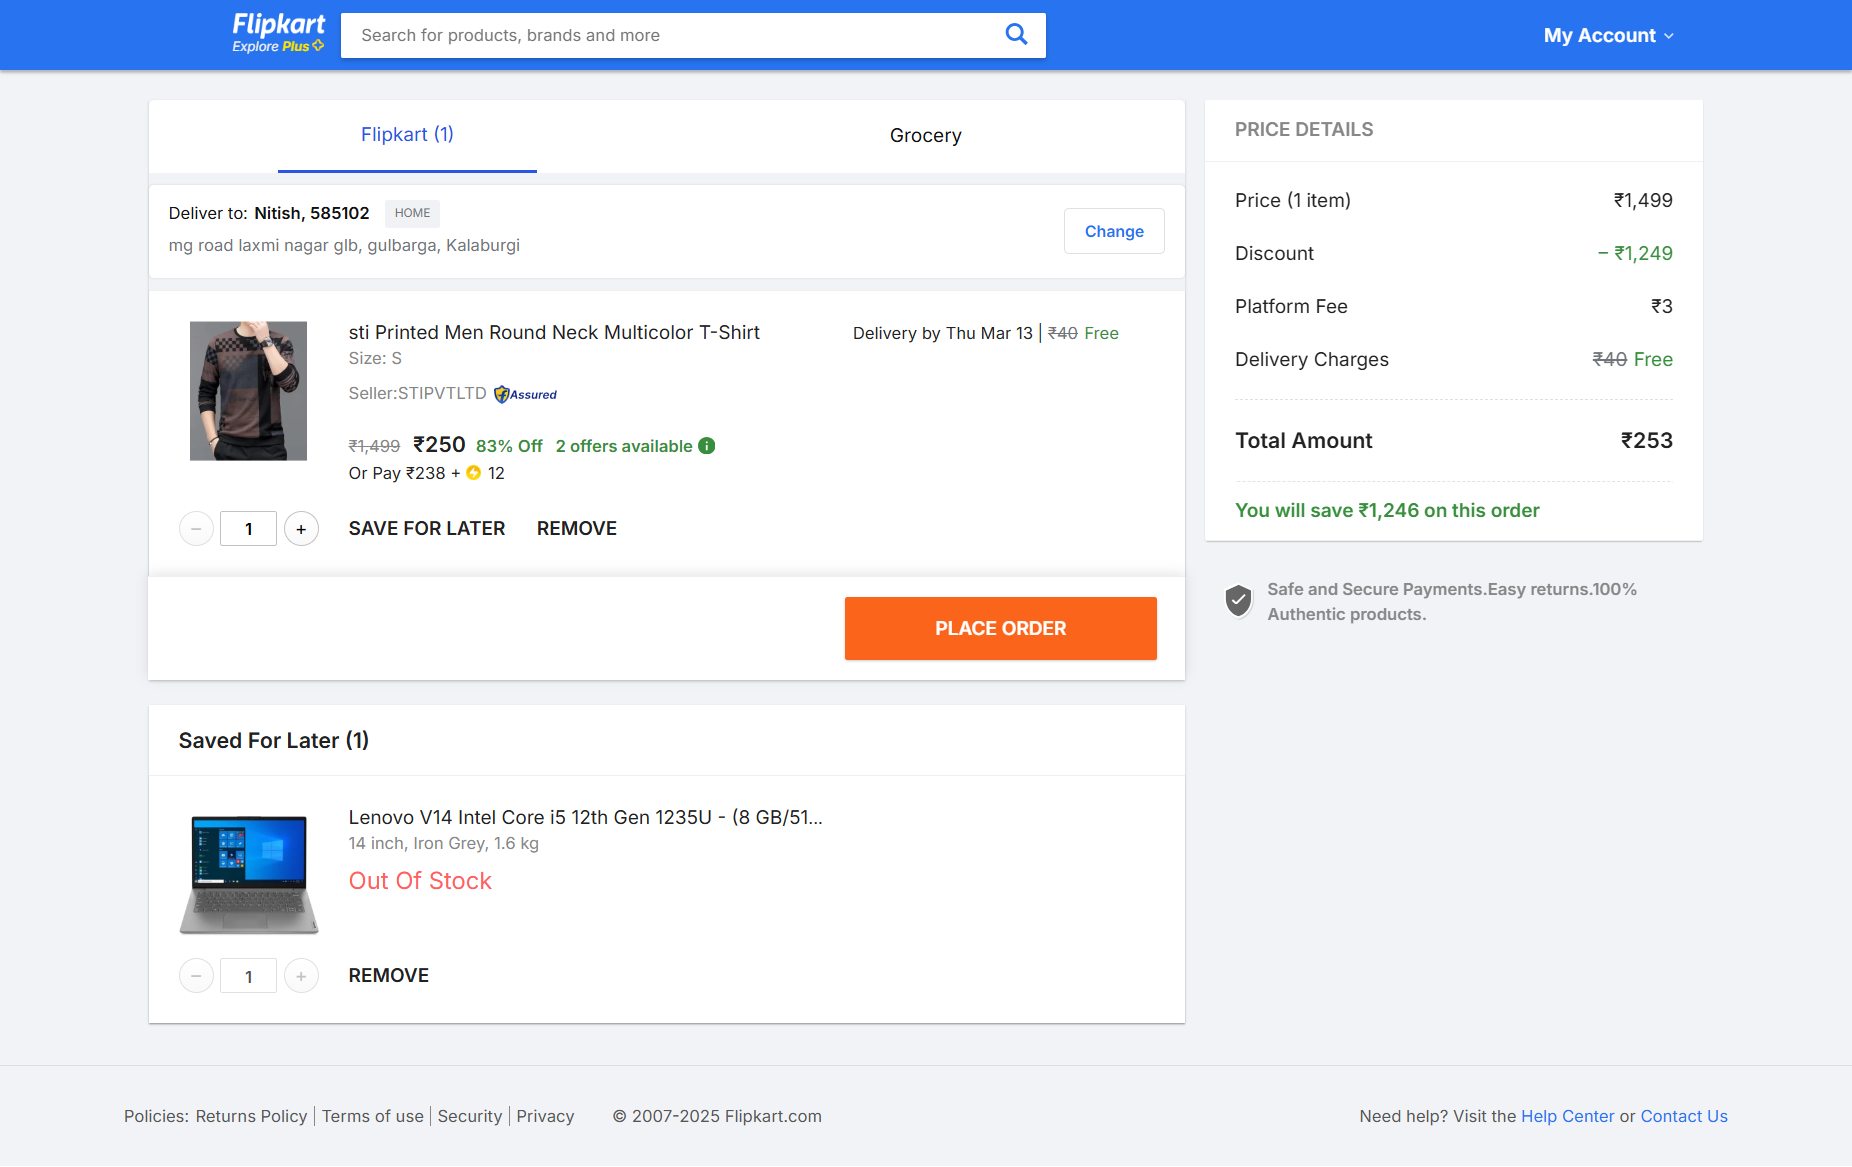 Flipkart
Explore Plus
Search for products, brands and more
My Account
Flipkart (1)
Grocery
Deliver to: Nitish, 585102 HOME
mg road laxmi nagar glb, gulbarga, Kalaburgi
Change
sti Printed Men Round Neck Multicolor T-Shirt
Size: S
Seller:STIPVTLTD Assured
₹1,499 ₹250 83% Off 2 offers available
Or Pay ₹238 + 12
Delivery by Thu Mar 13 | ₹40 Free
− 1 + SAVE FOR LATER REMOVE
PLACE ORDER
Saved For Later (1)
Lenovo V14 Intel Core i5 12th Gen 1235U - (8 GB/51...
14 inch, Iron Grey, 1.6 kg
Out Of Stock
− 1 + REMOVE
PRICE DETAILS
Price (1 item) ₹1,499
Discount − ₹1,249
Platform Fee ₹3
Delivery Charges ₹40 Free
Total Amount ₹253
You will save ₹1,246 on this order
Safe and Secure Payments.Easy returns.100%
Authentic products.
Policies: Returns Policy | Terms of use | Security | Privacy © 2007-2025 Flipkart.com
Need help? Visit the Help Center or Contact Us